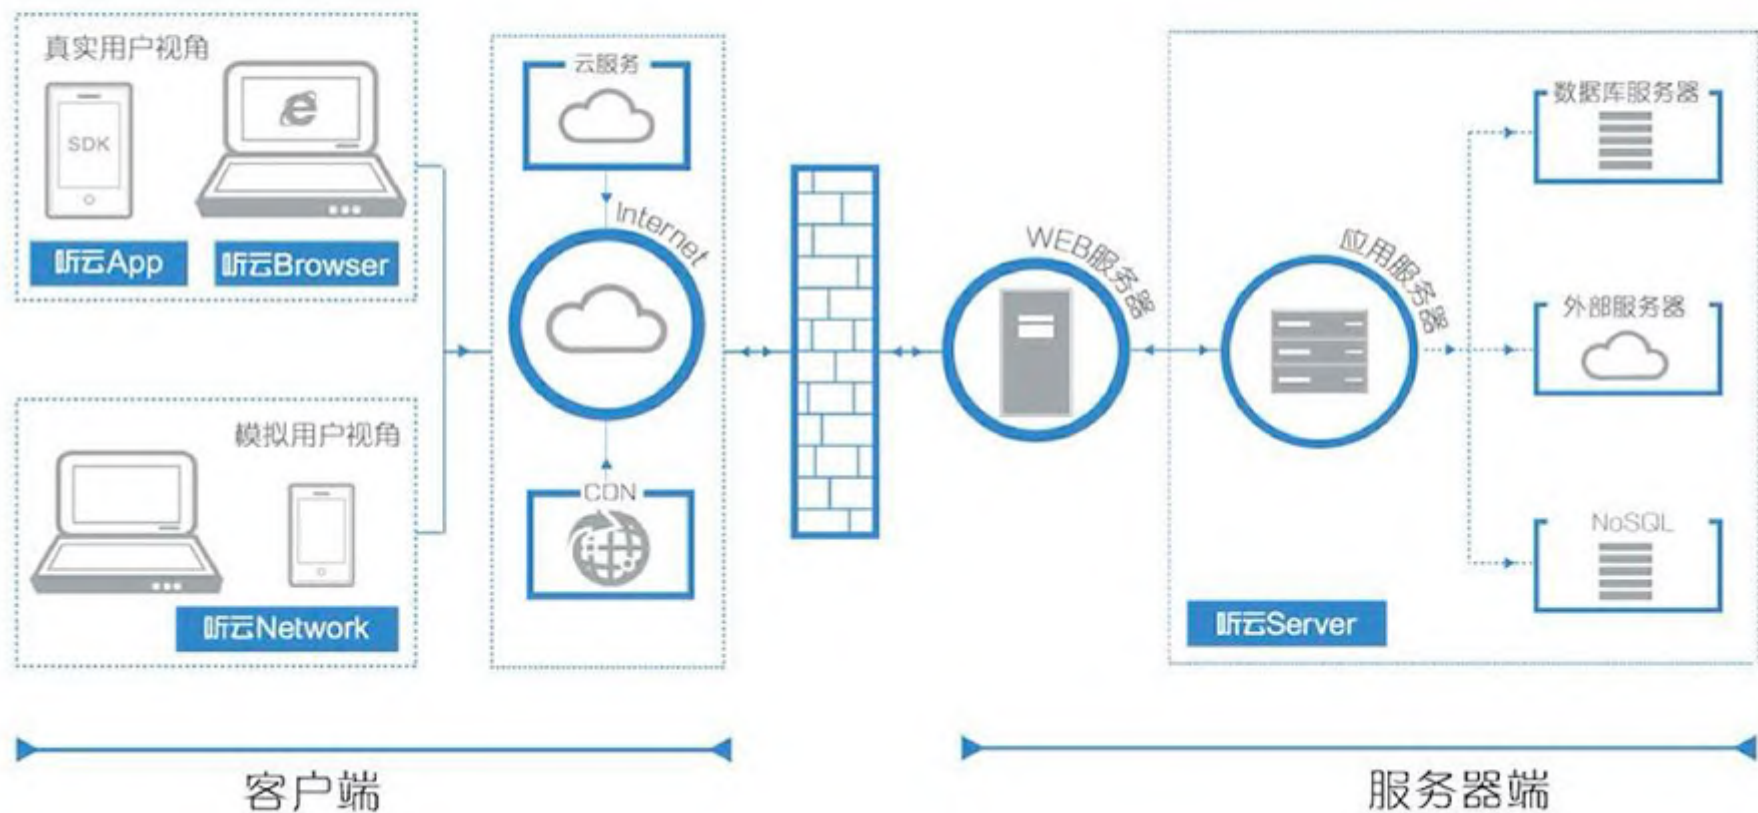 真实用户视角
SDK
听云App
听云Browser
模拟用户视角
听云Network
云服务
Internet
CDN
WEB服务器
应用服务器
数据库服务器
外部服务器
NoSQL
听云Server
客户端
服务器端